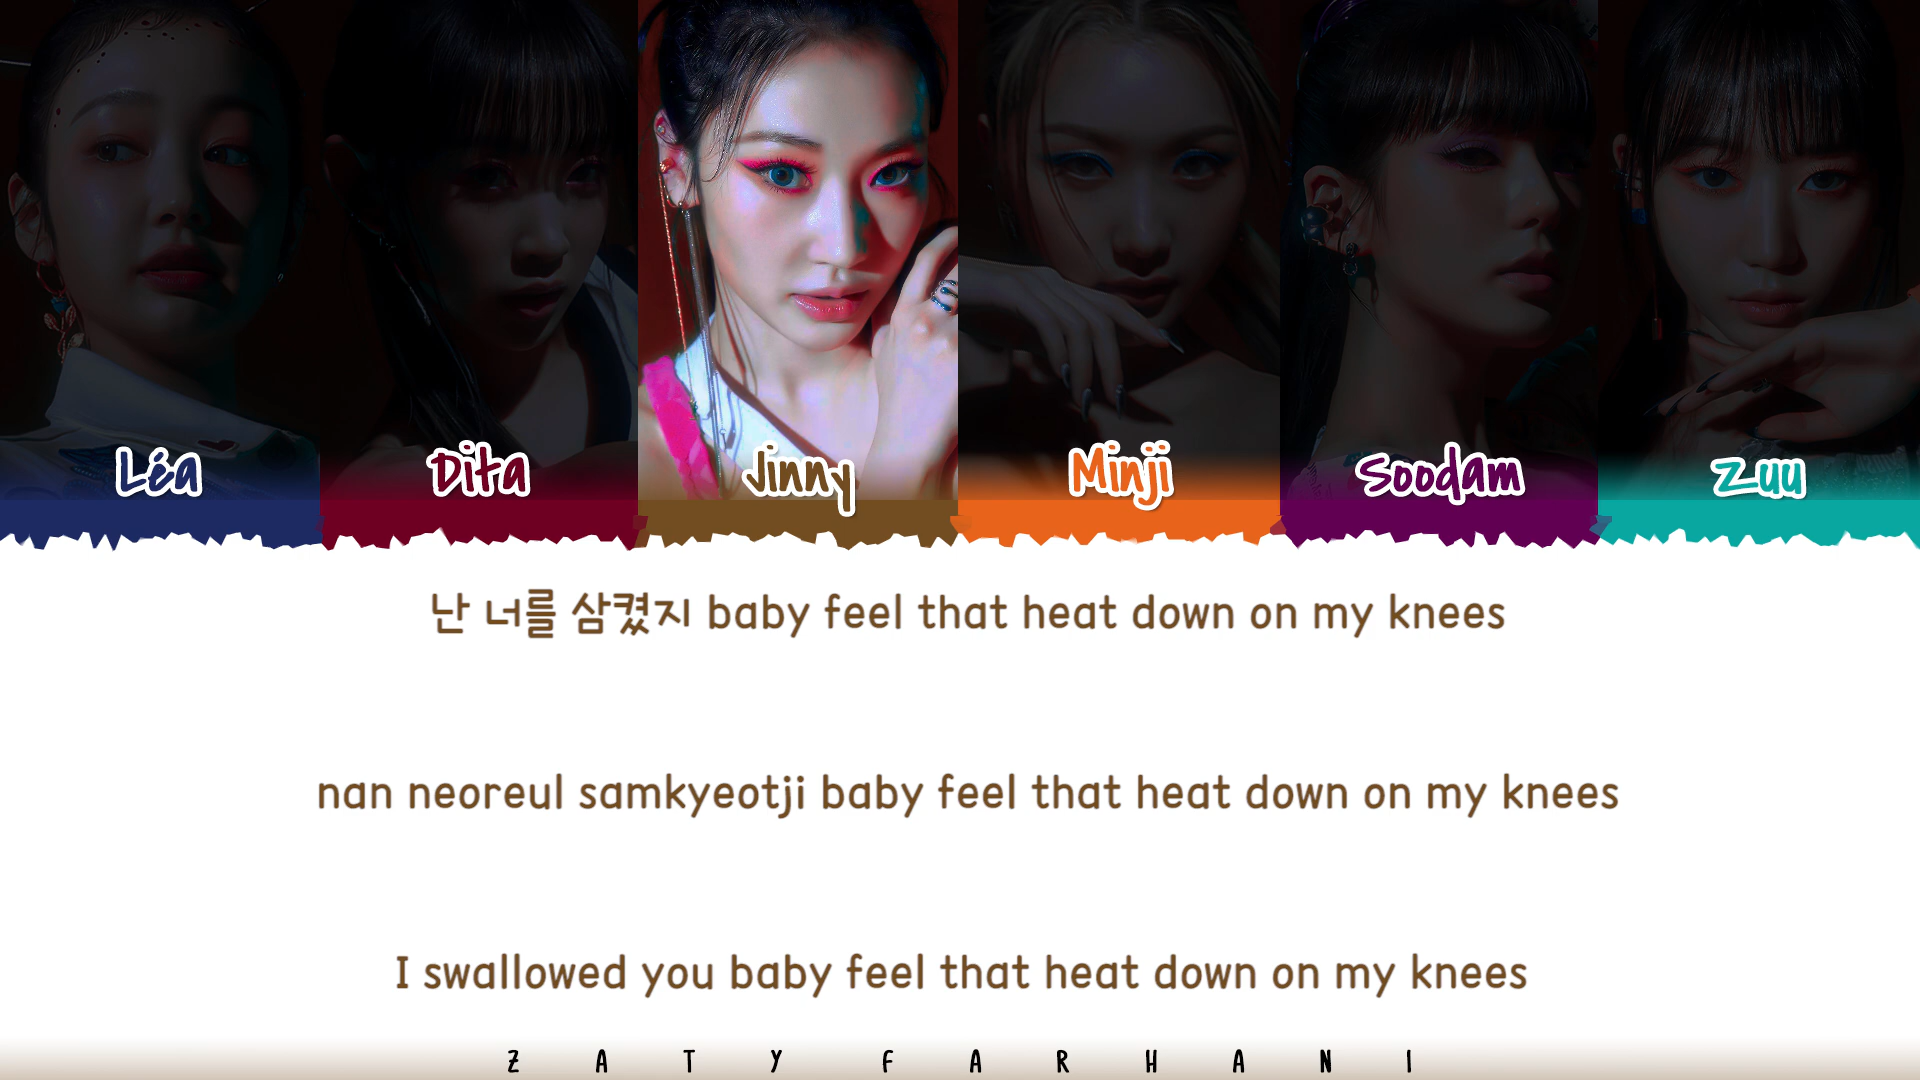 Léa Dita Jinny Minji Soodam Zuu
난 너를 삼켰지 baby feel that heat down on my knees
nan neoreul samkyeotji baby feel that heat down on my knees
I swallowed you baby feel that heat down on my knees
ZATY FARHANI